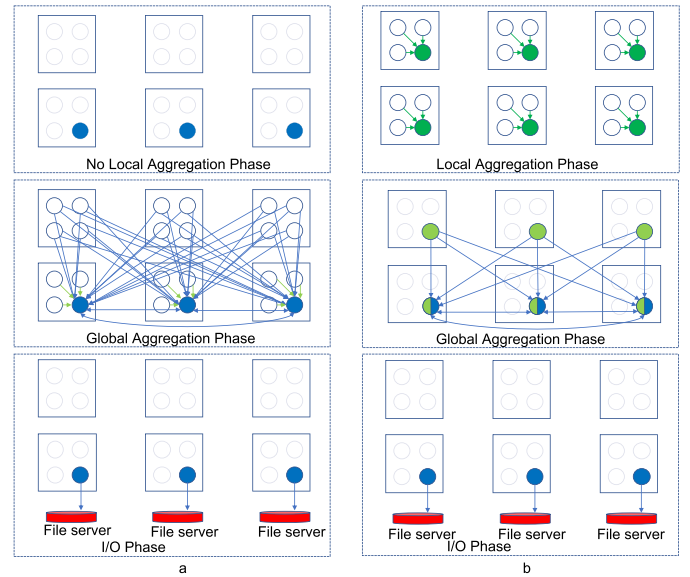 No Local Aggregation Phase
Global Aggregation Phase
File server File server File server
I/O Phase
a
Local Aggregation Phase
Global Aggregation Phase
File server File server File server
I/O Phase
b